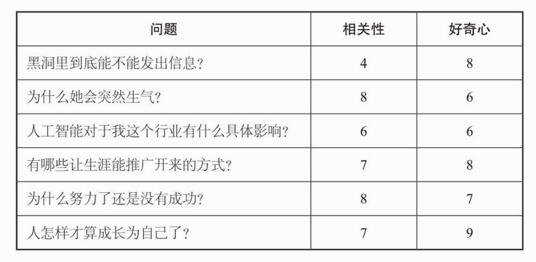 问题 相关性 好奇心
黑洞里到底能不能发出信息？ 4 8
为什么她会突然生气？ 8 6
人工智能对于我这个行业有什么具体影响？ 6 6
有哪些让生涯能推广开来的方式？ 7 8
为什么努力了还是没有成功？ 8 7
人怎样才算成长为自己了？ 7 9